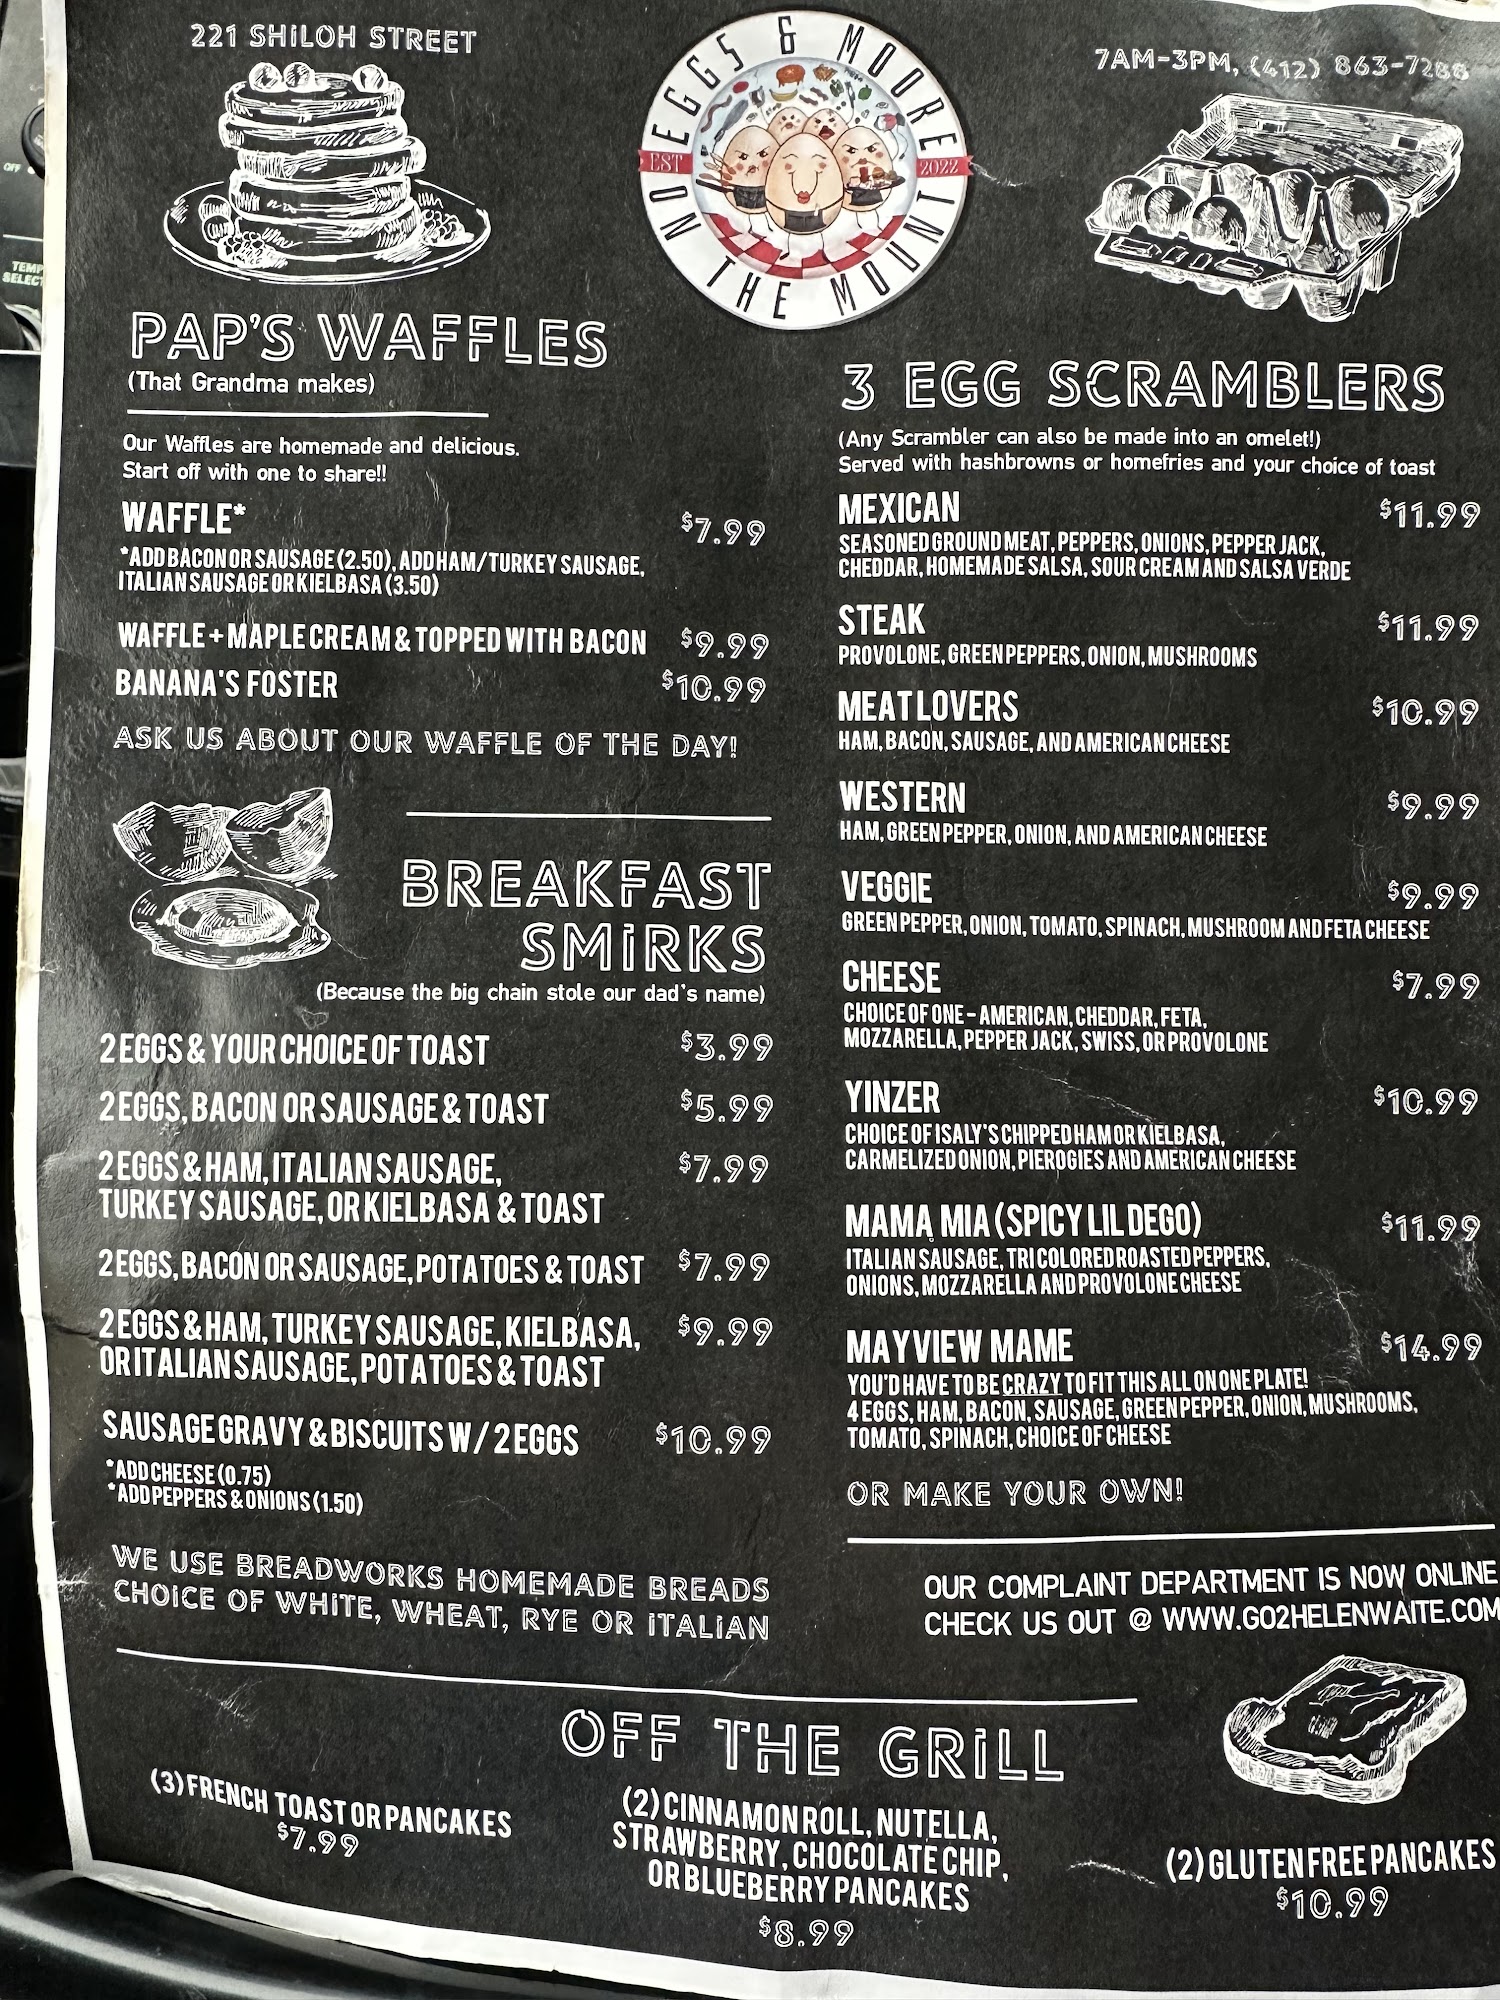 221 SHiLOH STREET
EGGS & MOORE
EST 2022
ON THE MOUNT
7AM-3PM, (412) 863-7288
OFF
TEMP
SELECT
PAP'S WAFFLES
(That Grandma makes)
Our Waffles are homemade and delicious.
Start off with one to share!!
WAFFLE* $7.99
*ADD BACON OR SAUSAGE (2.50), ADD HAM/TURKEY SAUSAGE,
ITALIAN SAUSAGE OR KIELBASA (3.50)
WAFFLE + MAPLE CREAM & TOPPED WITH BACON $9.99
BANANA'S FOSTER $10.99
ASK US ABOUT OUR WAFFLE OF THE DAY!
BREAKFAST
SMiRKS
(Because the big chain stole our dad's name)
2 EGGS & YOUR CHOICE OF TOAST $3.99
2 EGGS, BACON OR SAUSAGE & TOAST $5.99
2 EGGS & HAM, ITALIAN SAUSAGE, $7.99
TURKEY SAUSAGE, OR KIELBASA & TOAST
2 EGGS, BACON OR SAUSAGE, POTATOES & TOAST $7.99
2 EGGS & HAM, TURKEY SAUSAGE, KIELBASA, $9.99
OR ITALIAN SAUSAGE, POTATOES & TOAST
SAUSAGE GRAVY & BISCUITS W/ 2 EGGS $10.99
*ADD CHEESE (0.75)
*ADD PEPPERS & ONIONS (1.50)
WE USE BREADWORKS HOMEMADE BREADS
CHOiCE OF WHITE, WHEAT, RYE OR iTALiAN
3 EGG SCRAMBLERS
(Any Scrambler can also be made into an omelet!)
Served with hashbrowns or homefries and your choice of toast
MEXICAN $11.99
SEASONED GROUND MEAT, PEPPERS, ONIONS, PEPPER JACK,
CHEDDAR, HOMEMADE SALSA, SOUR CREAM AND SALSA VERDE
STEAK $11.99
PROVOLONE, GREEN PEPPERS, ONION, MUSHROOMS
MEAT LOVERS $10.99
HAM, BACON, SAUSAGE, AND AMERICAN CHEESE
WESTERN $9.99
HAM, GREEN PEPPER, ONION, AND AMERICAN CHEESE
VEGGIE $9.99
GREEN PEPPER, ONION, TOMATO, SPINACH, MUSHROOM AND FETA CHEESE
CHEESE $7.99
CHOICE OF ONE - AMERICAN, CHEDDAR, FETA,
MOZZARELLA, PEPPER JACK, SWISS, OR PROVOLONE
YINZER $10.99
CHOICE OF ISALY'S CHIPPED HAM OR KIELBASA,
CARMELIZED ONION, PIEROGIES AND AMERICAN CHEESE
MAMA MIA (SPICY LIL DEGO) $11.99
ITALIAN SAUSAGE, TRI COLORED ROASTED PEPPERS,
ONIONS, MOZZARELLA AND PROVOLONE CHEESE
MAYVIEW MAME $14.99
YOU'D HAVE TO BE CRAZY TO FIT THIS ALL ON ONE PLATE!
4 EGGS, HAM, BACON, SAUSAGE, GREEN PEPPER, ONION, MUSHROOMS,
TOMATO, SPINACH, CHOICE OF CHEESE
OR MAKE YOUR OWN!
OUR COMPLAINT DEPARTMENT IS NOW ONLINE
CHECK US OUT @ WWW.GO2HELENWAITE.COM
OFF THE GRiLL
(3) FRENCH TOAST OR PANCAKES
$7.99
(2) CINNAMON ROLL, NUTELLA,
STRAWBERRY, CHOCOLATE CHIP,
OR BLUEBERRY PANCAKES
$8.99
(2) GLUTEN FREE PANCAKES
$10.99